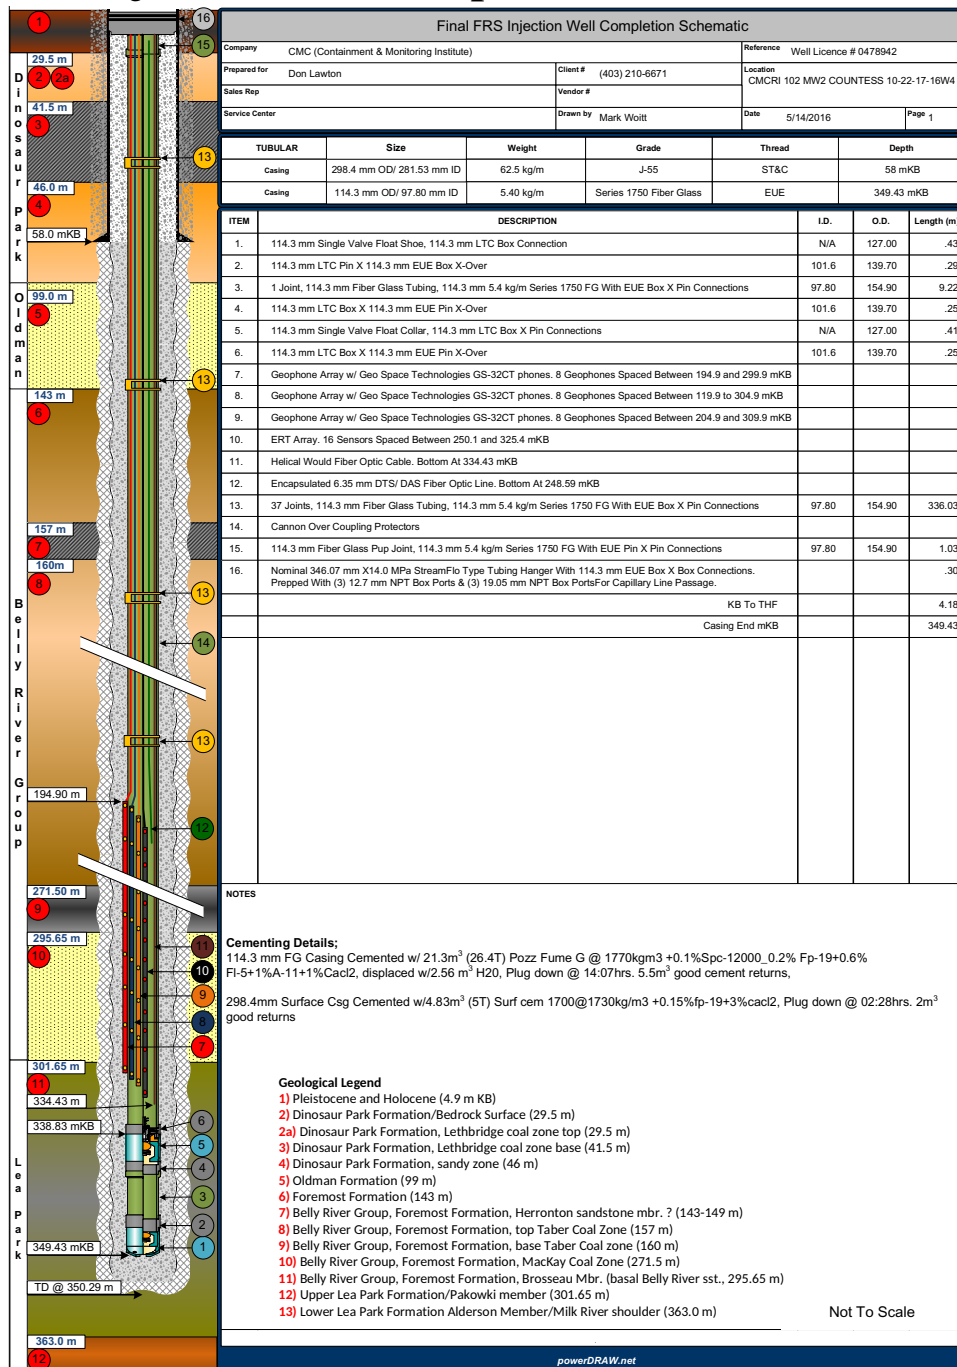 Final FRS Injection Well Completion Schematic
Company CMC (Containment & Monitoring Institute) Reference Well Licence # 0478942
Prepared for Don Lawton Client # (403) 210-6671 Location CMCRI 102 MW2 COUNTESS 10-22-17-16W4
Sales Rep Vendor #
Service Center Drawn by Mark Woitt Date 5/14/2016 Page 1
TUBULAR Size Weight Grade Thread Depth
Casing 298.4 mm OD/ 281.53 mm ID 62.5 kg/m J-55 ST&C 58 mKB
Casing 114.3 mm OD/ 97.80 mm ID 5.40 kg/m Series 1750 Fiber Glass EUE 349.43 mKB
ITEM DESCRIPTION I.D. O.D. Length (m
1. 114.3 mm Single Valve Float Shoe, 114.3 mm LTC Box Connection N/A 127.00 .43
2. 114.3 mm LTC Pin X 114.3 mm EUE Box X-Over 101.6 139.70 .29
3. 1 Joint, 114.3 mm Fiber Glass Tubing, 114.3 mm 5.4 kg/m Series 1750 FG With EUE Box X Pin Connections 97.80 154.90 9.22
4. 114.3 mm LTC Box X 114.3 mm EUE Pin X-Over 101.6 139.70 .25
5. 114.3 mm Single Valve Float Collar, 114.3 mm LTC Box X Pin Connections N/A 127.00 .41
6. 114.3 mm LTC Box X 114.3 mm EUE Pin X-Over 101.6 139.70 .25
7. Geophone Array w/ Geo Space Technologies GS-32CT phones. 8 Geophones Spaced Between 194.9 and 299.9 mKB
8. Geophone Array w/ Geo Space Technologies GS-32CT phones. 8 Geophones Spaced Between 119.9 to 304.9 mKB
9. Geophone Array w/ Geo Space Technologies GS-32CT phones. 8 Geophones Spaced Between 204.9 and 309.9 mKB
10. ERT Array. 16 Sensors Spaced Between 250.1 and 325.4 mKB
11. Helical Would Fiber Optic Cable. Bottom At 334.43 mKB
12. Encapsulated 6.35 mm DTS/ DAS Fiber Optic Line. Bottom At 248.59 mKB
13. 37 Joints, 114.3 mm Fiber Glass Tubing, 114.3 mm 5.4 kg/m Series 1750 FG With EUE Box X Pin Connections 97.80 154.90 336.03
14. Cannon Over Coupling Protectors
15. 114.3 mm Fiber Glass Pup Joint, 114.3 mm 5.4 kg/m Series 1750 FG With EUE Pin X Pin Connections 97.80 154.90 1.03
16. Nominal 346.07 mm X14.0 MPa StreamFlo Type Tubing Hanger With 114.3 mm EUE Box X Box Connections. .30
Prepped With (3) 12.7 mm NPT Box Ports & (3) 19.05 mm NPT Box PortsFor Capillary Line Passage.
KB To THF 4.18
Casing End mKB 349.43
NOTES
Cementing Details;
114.3 mm FG Casing Cemented w/ 21.3m³ (26.4T) Pozz Fume G @ 1770kgm3 +0.1%Spc-12000_0.2% Fp-19+0.6%
Fl-5+1%A-11+1%Cacl2, displaced w/2.56 m³ H20, Plug down @ 14:07hrs. 5.5m³ good cement returns,
298.4mm Surface Csg Cemented w/4.83m³ (5T) Surf cem 1700@1730kg/m3 +0.15%fp-19+3%cacl2, Plug down @ 02:28hrs. 2m³
good returns
Geological Legend
1) Pleistocene and Holocene (4.9 m KB)
2) Dinosaur Park Formation/Bedrock Surface (29.5 m)
2a) Dinosaur Park Formation, Lethbridge coal zone top (29.5 m)
3) Dinosaur Park Formation, Lethbridge coal zone base (41.5 m)
4) Dinosaur Park Formation, sandy zone (46 m)
5) Oldman Formation (99 m)
6) Foremost Formation (143 m)
7) Belly River Group, Foremost Formation, Herronton sandstone mbr. ? (143-149 m)
8) Belly River Group, Foremost Formation, top Taber Coal Zone (157 m)
9) Belly River Group, Foremost Formation, base Taber Coal zone (160 m)
10) Belly River Group, Foremost Formation, MacKay Coal Zone (271.5 m)
11) Belly River Group, Foremost Formation, Brosseau Mbr. (basal Belly River sst., 295.65 m)
12) Upper Lea Park Formation/Pakowki member (301.65 m)
13) Lower Lea Park Formation Alderson Member/Milk River shoulder (363.0 m)
Not To Scale
powerDRAW.net
Dinosaur Park
Oldman
Belly River Group
Lea Park
1
16
15
29.5 m
2 2a
41.5 m
3
13
46.0 m
4
58.0 mKB
99.0 m
5
13
143 m
6
157 m
7
160m
8
13
14
13
194.90 m
12
271.50 m
9
295.65 m
10
11
10
9
8
7
301.65 m
11
334.43 m
338.83 mKB
6
5
4
3
2
349.43 mKB
1
TD @ 350.29 m
363.0 m
12